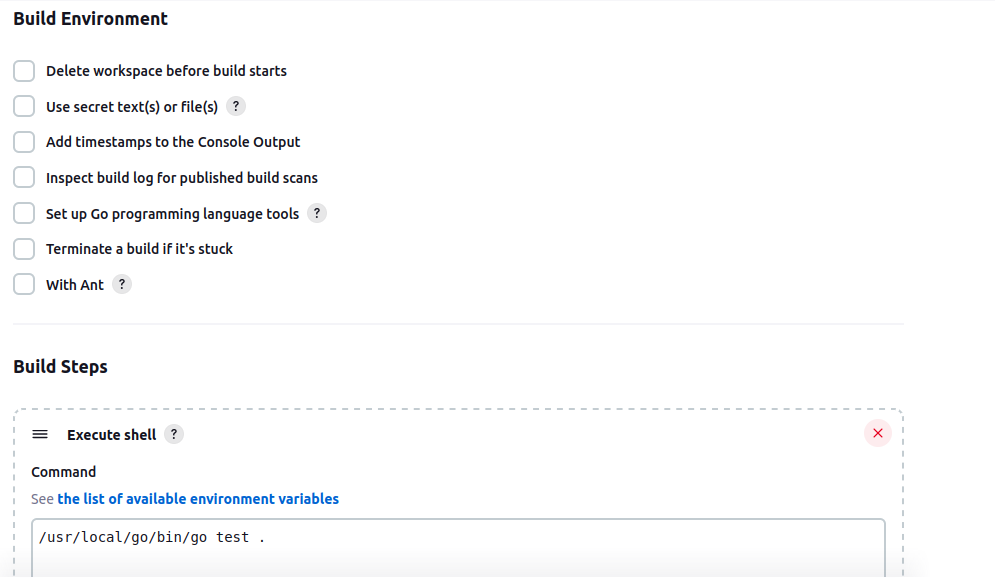 Build Environment
Delete workspace before build starts
Use secret text(s) or file(s) ?
Add timestamps to the Console Output
Inspect build log for published build scans
Set up Go programming language tools ?
Terminate a build if it's stuck
With Ant ?
Build Steps
Execute shell ?
Command
See the list of available environment variables
/usr/local/go/bin/go test .